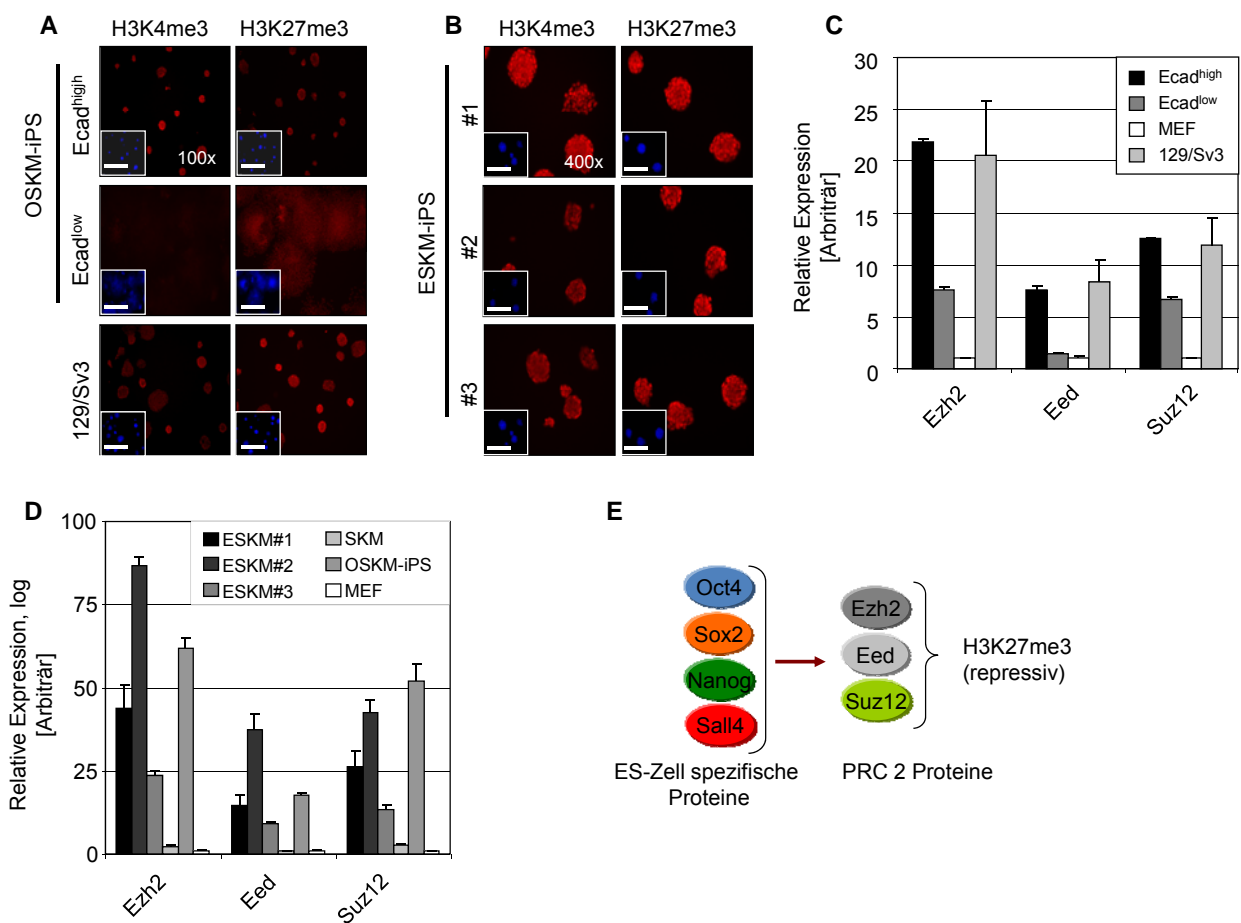 A
H3K4me3 H3K27me3
OSKM-iPS
Ecadhigjh
100x
Ecadlow
129/Sv3
B
H3K4me3 H3K27me3
ESKM-iPS
#1
400x
#2
#3
C
Relative Expression
[Arbriträr]
30
25
20
15
10
5
0
Ecadhigh
Ecadlow
MEF
129/Sv3
Ezh2
Eed
Suz12
D
Relative Expression, log
[Arbiträr]
100
75
50
25
0
ESKM#1
ESKM#2
ESKM#3
SKM
OSKM-iPS
MEF
Ezh2
Eed
Suz12
E
Oct4
Sox2
Nanog
Sall4
ES-Zell spezifische
Proteine
Ezh2
Eed
Suz12
PRC 2 Proteine
H3K27me3
(repressiv)